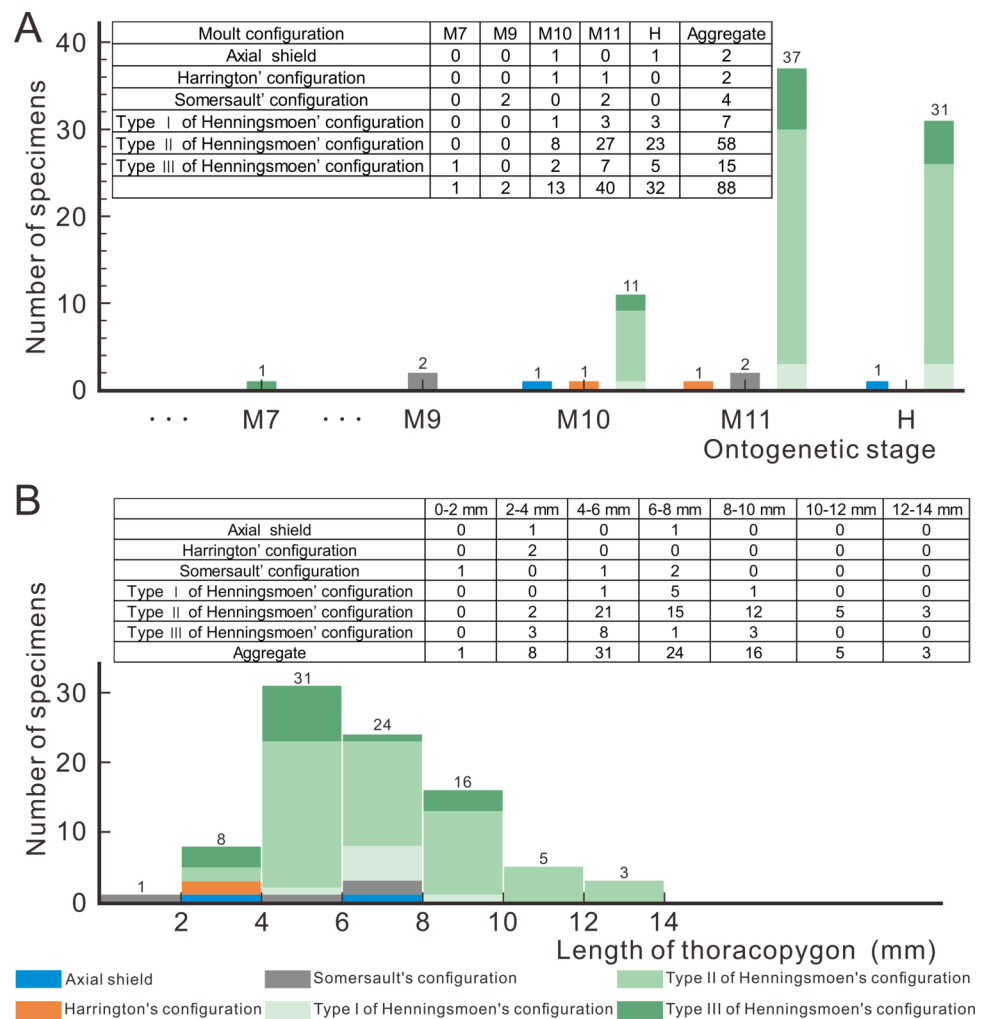 A
Moult configuration M7 M9 M10 M11 H Aggregate
Axial shield 0 0 1 0 1 2
Harrington' configuration 0 0 1 1 0 2
Somersault' configuration 0 2 0 2 0 4
Type Ⅰ of Henningsmoen' configuration 0 0 1 3 3 7
Type Ⅱ of Henningsmoen' configuration 0 0 8 27 23 58
Type Ⅲ of Henningsmoen' configuration 1 0 2 7 5 15
1 2 13 40 32 88
Number of specimens
40
30
20
10
0
1
2
1 1 11
1 2 37
1 31
··· M7 ··· M9 M10 M11 H
Ontogenetic stage
B
0-2 mm 2-4 mm 4-6 mm 6-8 mm 8-10 mm 10-12 mm 12-14 mm
Axial shield 0 1 0 1 0 0 0
Harrington' configuration 0 2 0 0 0 0 0
Somersault' configuration 1 0 1 2 0 0 0
Type Ⅰ of Henningsmoen' configuration 0 0 1 5 1 0 0
Type Ⅱ of Henningsmoen' configuration 0 2 21 15 12 5 3
Type Ⅲ of Henningsmoen' configuration 0 3 8 1 3 0 0
Aggregate 1 8 31 24 16 5 3
Number of specimens
30
20
10
0
1 8 31 24 16 5 3
2 4 6 8 10 12 14
Length of thoracopygon (mm)
Axial shield Somersault's configuration Type II of Henningsmoen's configuration
Harrington's configuration Type I of Henningsmoen's configuration Type III of Henningsmoen's configuration